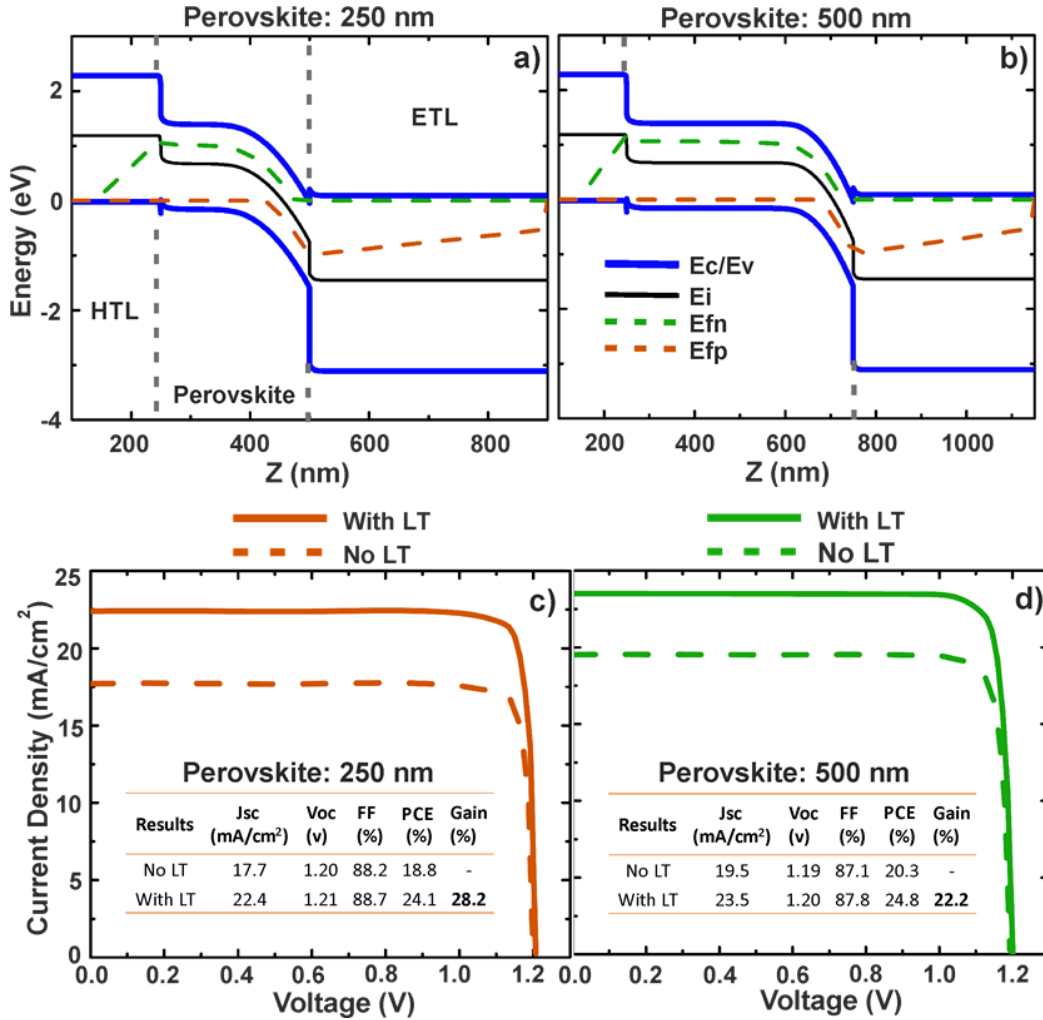 Perovskite: 250 nm
Perovskite: 500 nm
a)
b)
Energy (eV)
2
0
-2
-4
ETL
HTL
Perovskite
Ec/Ev
Ei
Efn
Efp
200 400 600 800
200 400 600 800 1000
Z (nm)
Z (nm)
With LT
No LT
With LT
No LT
c)
d)
Current Density (mA/cm²)
25
20
15
10
5
0
Perovskite: 250 nm
Results Jsc (mA/cm²) Voc (v) FF (%) PCE (%) Gain (%)
No LT 17.7 1.20 88.2 18.8 -
With LT 22.4 1.21 88.7 24.1 28.2
Perovskite: 500 nm
Results Jsc (mA/cm²) Voc (v) FF (%) PCE (%) Gain (%)
No LT 19.5 1.19 87.1 20.3 -
With LT 23.5 1.20 87.8 24.8 22.2
0.0 0.2 0.4 0.6 0.8 1.0 1.2
0.0 0.2 0.4 0.6 0.8 1.0 1.2
Voltage (V)
Voltage (V)